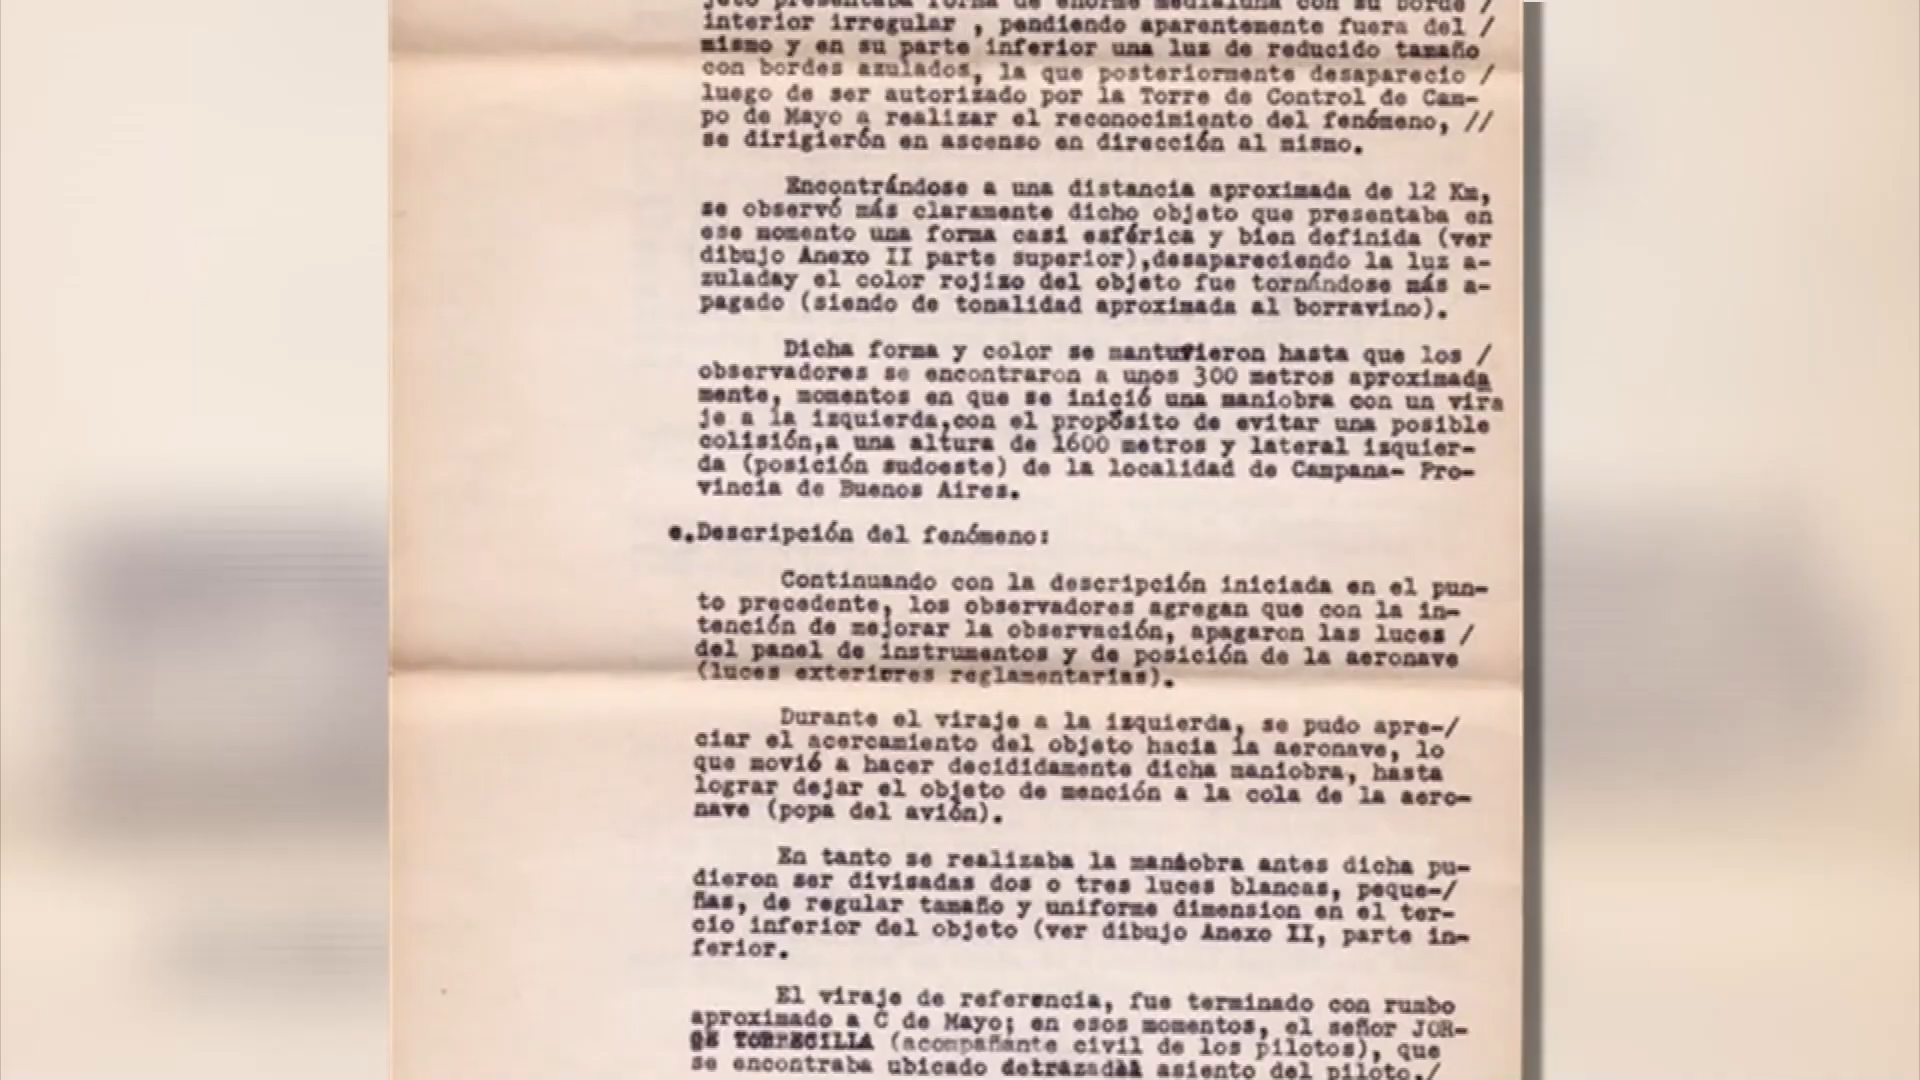 jeto presentaba forma de enorme medialuna con su borde /
interior irregular , pendiendo aparentemente fuera del /
mismo y en su parte inferior una luz de reducido tamaño
con bordes azulados, la que posteriormente desaparecio /
luego de ser autorizado por la Torre de Control de Cam-
po de Mayo a realizar el reconocimiento del fenómeno, //
se dirigierón en ascenso en dirección al mismo.
Encontrándose a una distancia aproximada de 12 Km,
se observó más claramente dicho objeto que presentaba en
ese momento una forma casi esférica y bien definida (ver
dibujo Anexo II parte superior),desapareciendo la luz a-
zuladay el color rojizo del objeto fue tornándose más a-
pagado (siendo de tonalidad aproximada al borravino).
Dicha forma y color se mantuvieron hasta que los /
observadores se encontraron a unos 300 metros aproximada
mente, momentos en que se inició una maniobra con un vira
je a la izquierda,con el propósito de evitar una posible
colisión,a una altura de 1600 metros y lateral izquier-
da (posición sudoeste) de la localidad de Campana- Pro-
vincia de Buenos Aires.
e.Descripción del fenómeno:
Continuando con la descripción iniciada en el pun-
to precedente, los observadores agregan que con la in-
tención de mejorar la observación, apagaron las luces /
del panel de instrumentos y de posición de la aeronave
(luces exteriores reglamentarias).
Durante el viraje a la izquierda, se pudo apre-/
ciar el acercamiento del objeto hacia la aeronave, lo
que movió a hacer decididamente dicha maniobra, hasta
lograr dejar el objeto de mención a la cola de la aero-
nave (popa del avión).
En tanto se realizaba la maniobra antes dicha pu-
dieron ser divisadas dos o tres luces blancas, peque-/
ñas, de regular tamaño y uniforme dimension en el ter-
cio inferior del objeto (ver dibujo Anexo II, parte in-
ferior.
El viraje de referencia, fue terminado con rumbo
aproximado a C de Mayo; en esos momentos, el señor JOR-
GE TORRECILLA (acompañante civil de los pilotos), que
se encontraba ubicado asiento del piloto,/